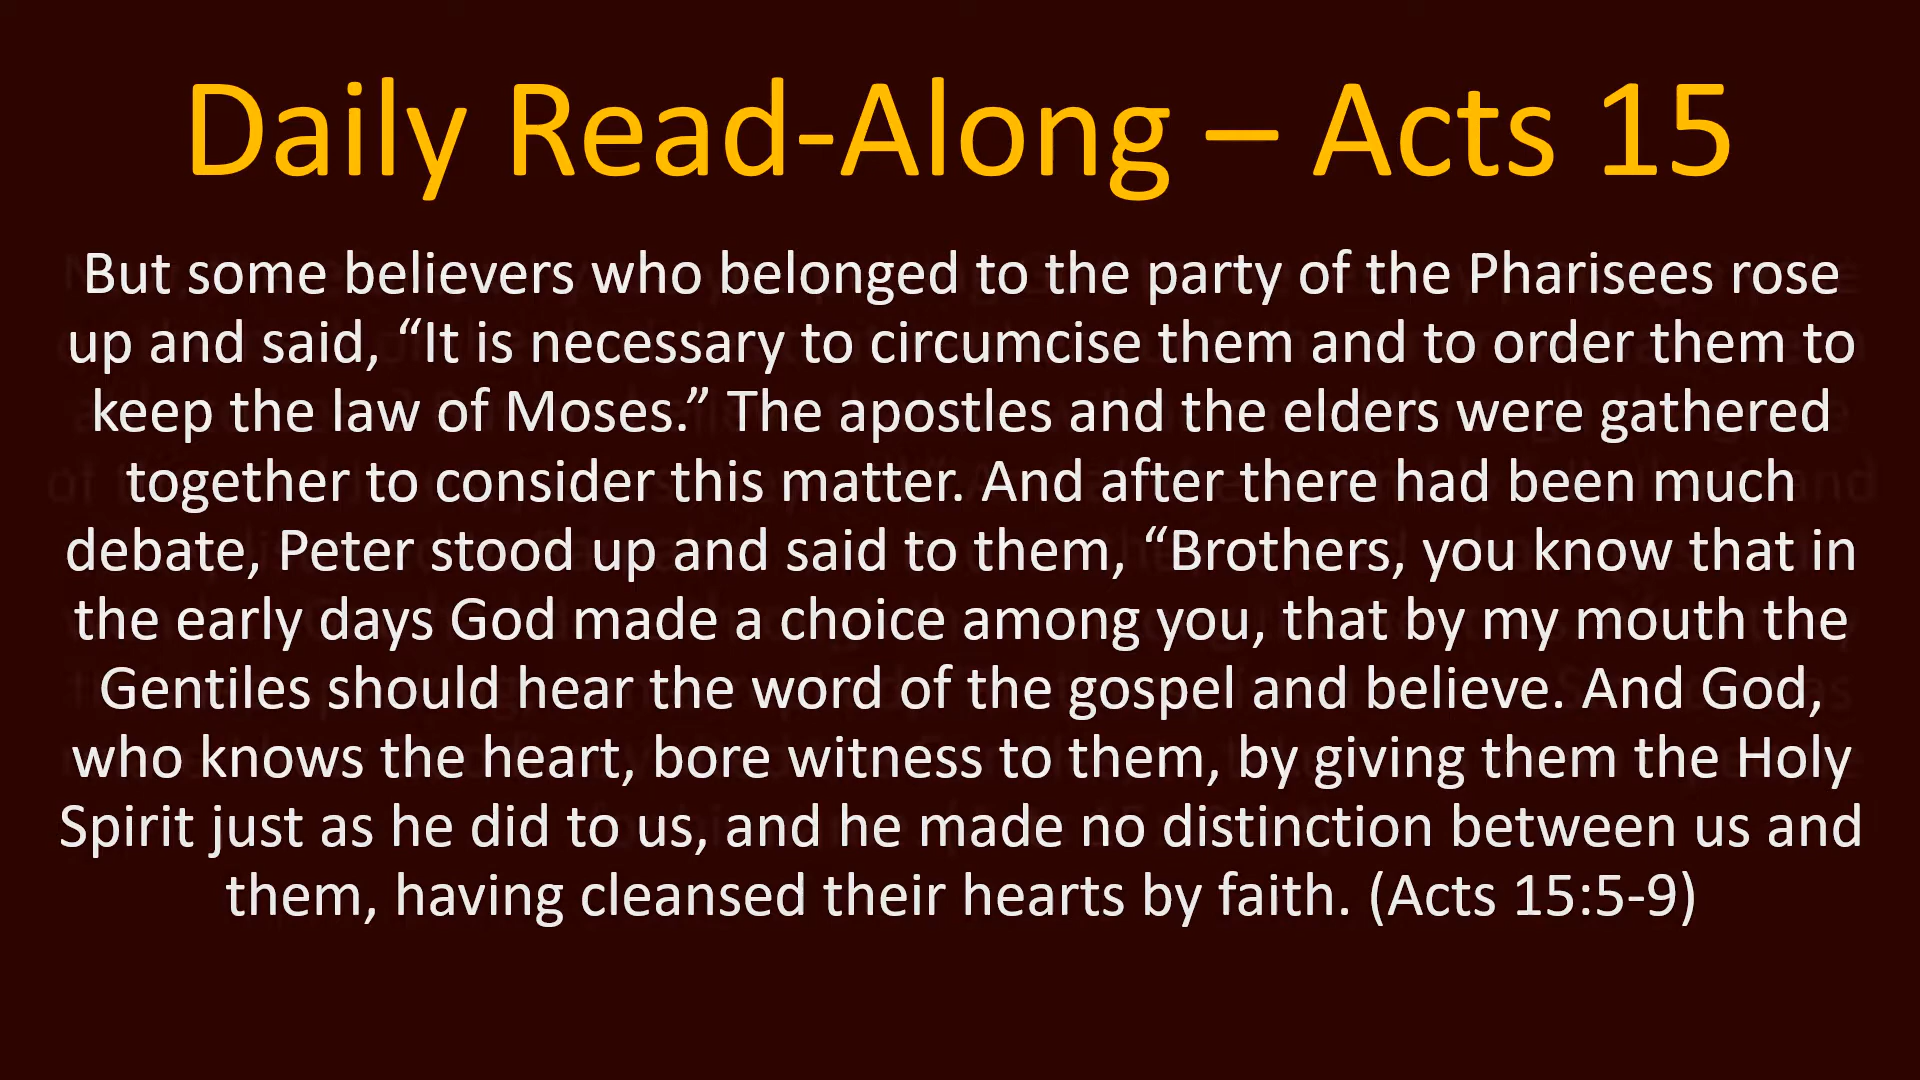 Daily Read-Along – Acts 15
But some believers who belonged to the party of the Pharisees rose
up and said, “It is necessary to circumcise them and to order them to
keep the law of Moses.” The apostles and the elders were gathered
together to consider this matter. And after there had been much
debate, Peter stood up and said to them, “Brothers, you know that in
the early days God made a choice among you, that by my mouth the
Gentiles should hear the word of the gospel and believe. And God,
who knows the heart, bore witness to them, by giving them the Holy
Spirit just as he did to us, and he made no distinction between us and
them, having cleansed their hearts by faith. (Acts 15:5-9)